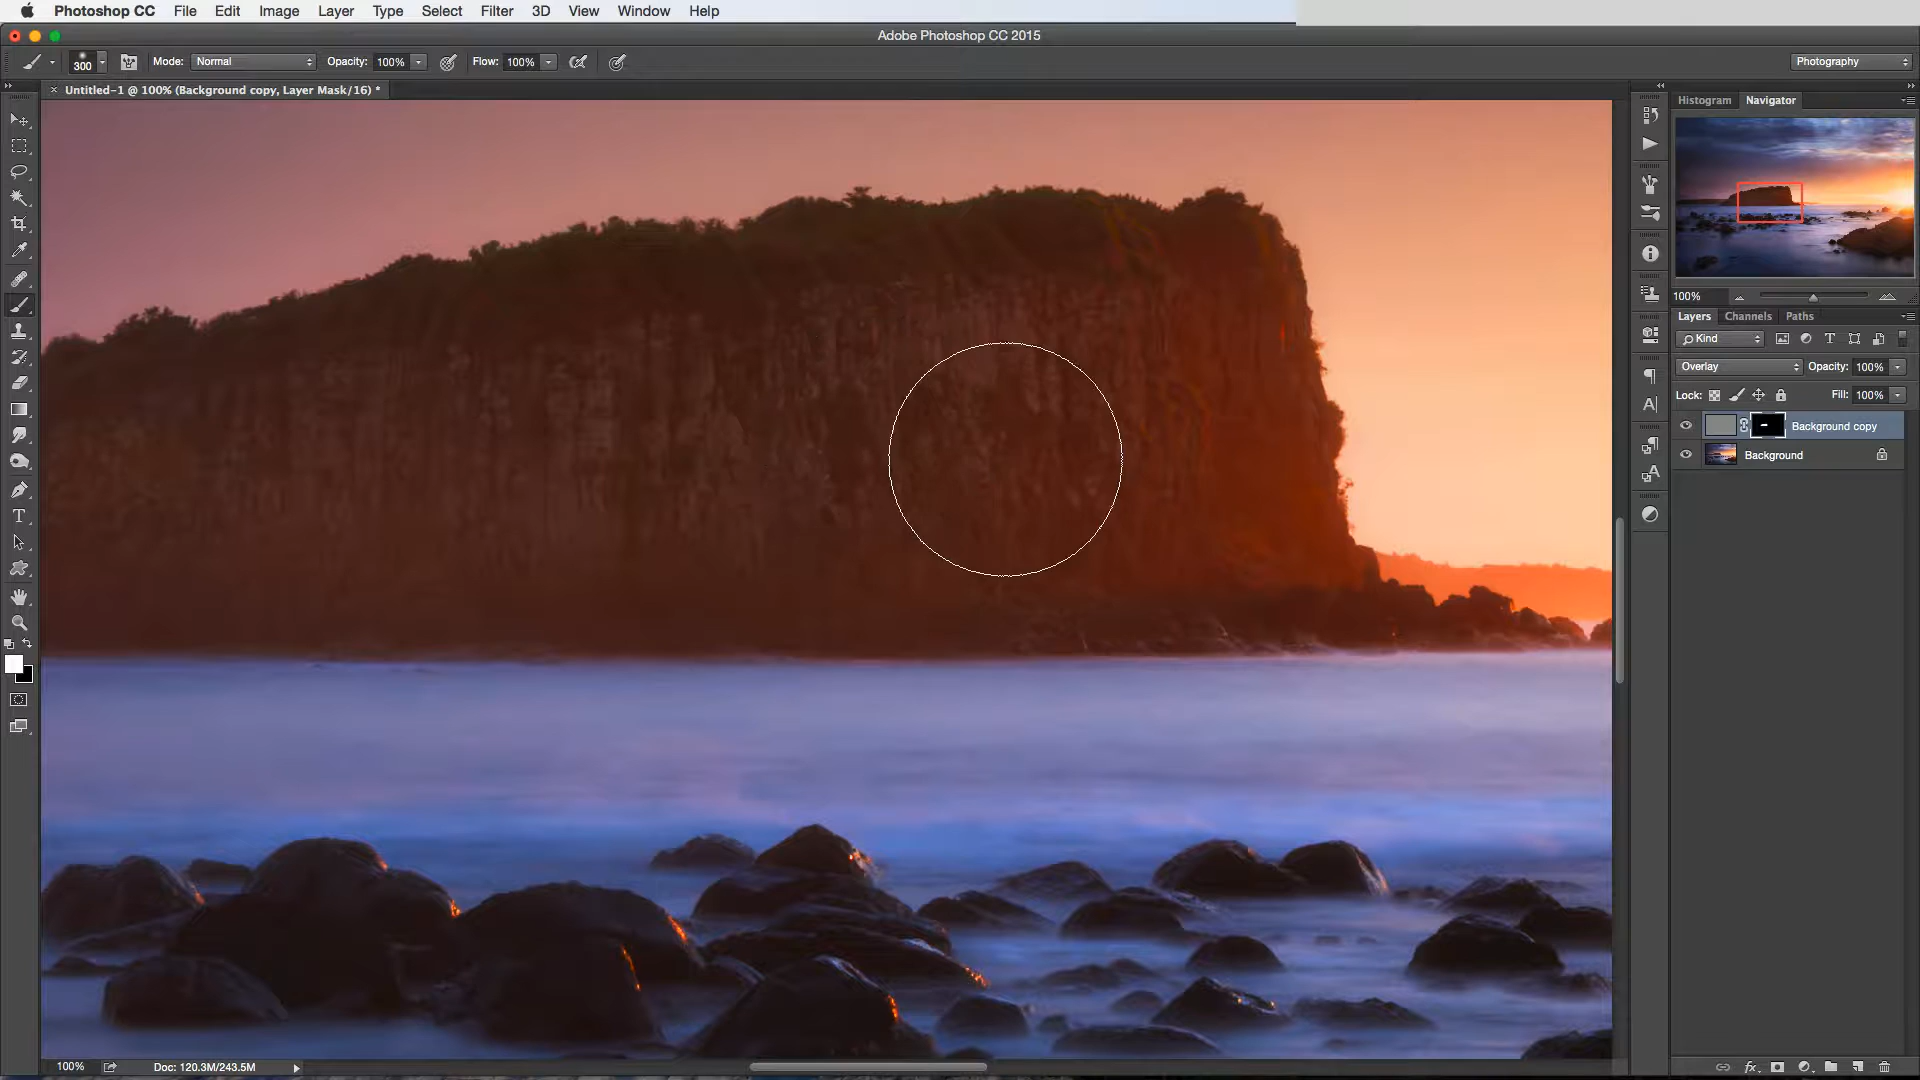 Photoshop CC File Edit Image Layer Type Select Filter 3D View Window Help
Adobe Photoshop CC 2015
300 Mode: Normal Opacity: 100% Flow: 100% Photography
Untitled-1 @ 100% (Background copy, Layer Mask/16) *
Histogram Navigator
100%
Layers Channels Paths
Kind
Overlay Opacity: 100%
Lock: Fill: 100%
Background copy
Background
100% Doc: 120.3M/243.5M